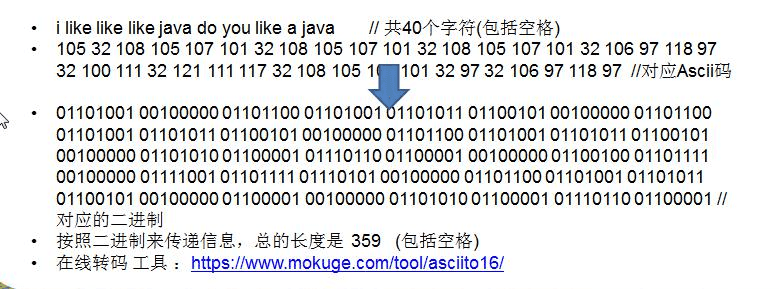 • i like like like java do you like a java // 共40个字符(包括空格)
• 105 32 108 105 107 101 32 108 105 107 101 32 108 105 107 101 32 106 97 118 97
32 100 111 32 121 111 117 32 108 105 101 32 97 32 106 97 118 97 //对应Ascii码
• 01101001 00100000 01101100 01101001 01101011 01100101 00100000 01101100
01101001 01101011 01100101 00100000 01101100 01101001 01101011 01100101
00100000 01101010 01100001 01110110 01100001 00100000 01100100 01101111
00100000 01111001 01101111 01110101 00100000 01101100 01101001 01101011
01100101 00100000 01100001 00100000 01101010 01100001 01110110 01100001 //
对应的二进制
• 按照二进制来传递信息，总的长度是 359 (包括空格)
• 在线转码 工具 ：https://www.mokuge.com/tool/asciito16/